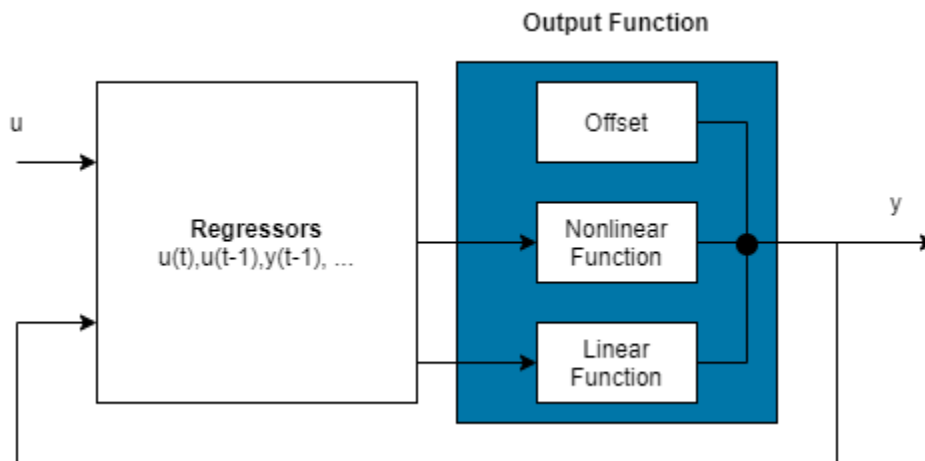 Output Function
u
Regressors
u(t),u(t-1),y(t-1), ...
Offset
Nonlinear
Function
Linear
Function
y